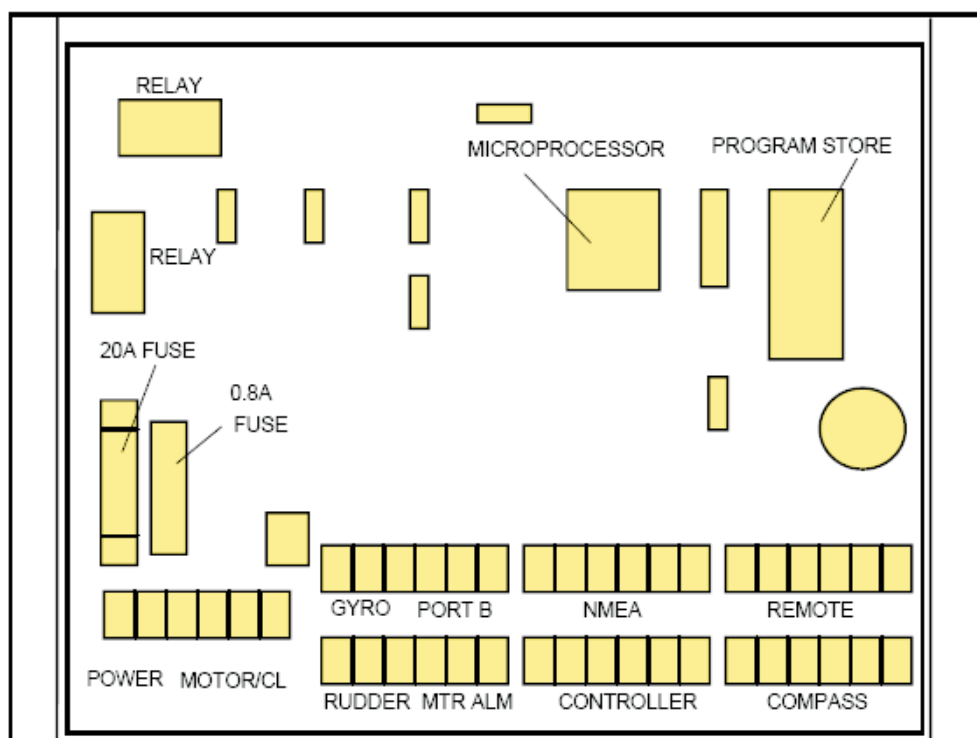 RELAY
MICROPROCESSOR
PROGRAM STORE
RELAY
20A FUSE
0.8A
FUSE
GYRO PORT B NMEA REMOTE
POWER MOTOR/CL
RUDDER MTR ALM CONTROLLER COMPASS